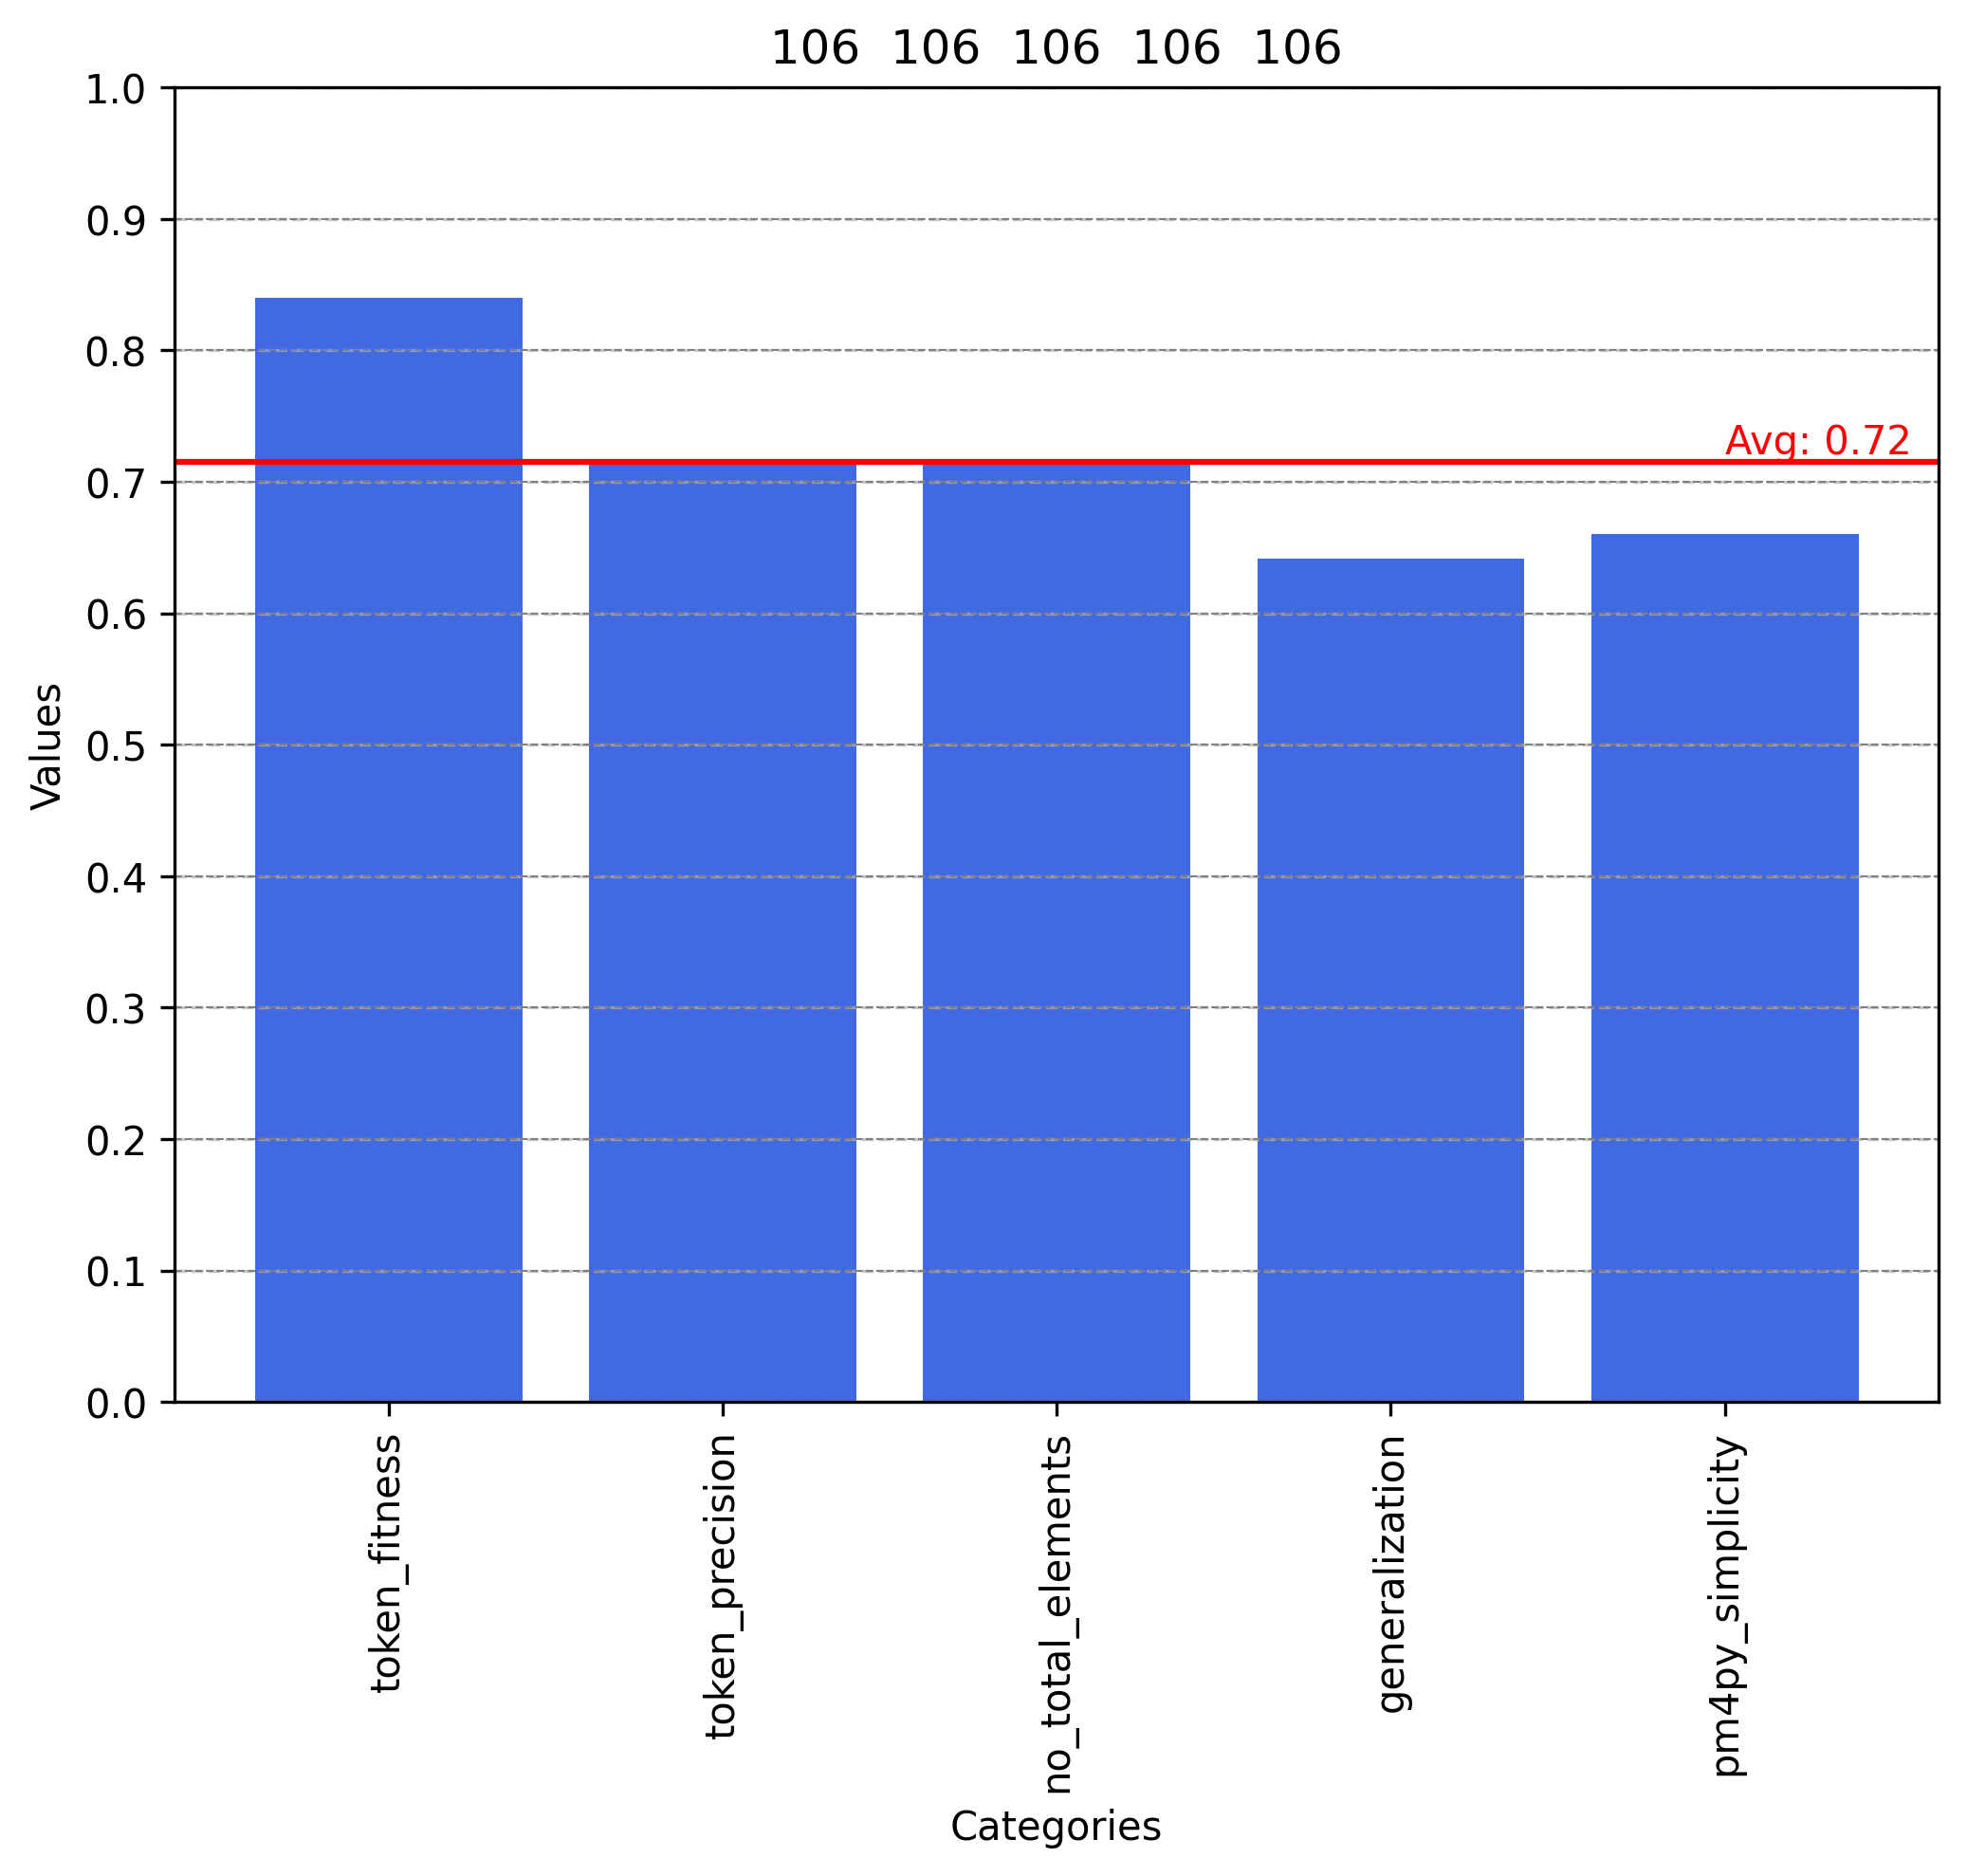 106  106  106  106  106
1.0
0.9
0.8
0.7
0.6
0.5
0.4
0.3
0.2
0.1
0.0
Values
Avg: 0.72
token_fitness
token_precision
no_total_elements
generalization
pm4py_simplicity
Categories